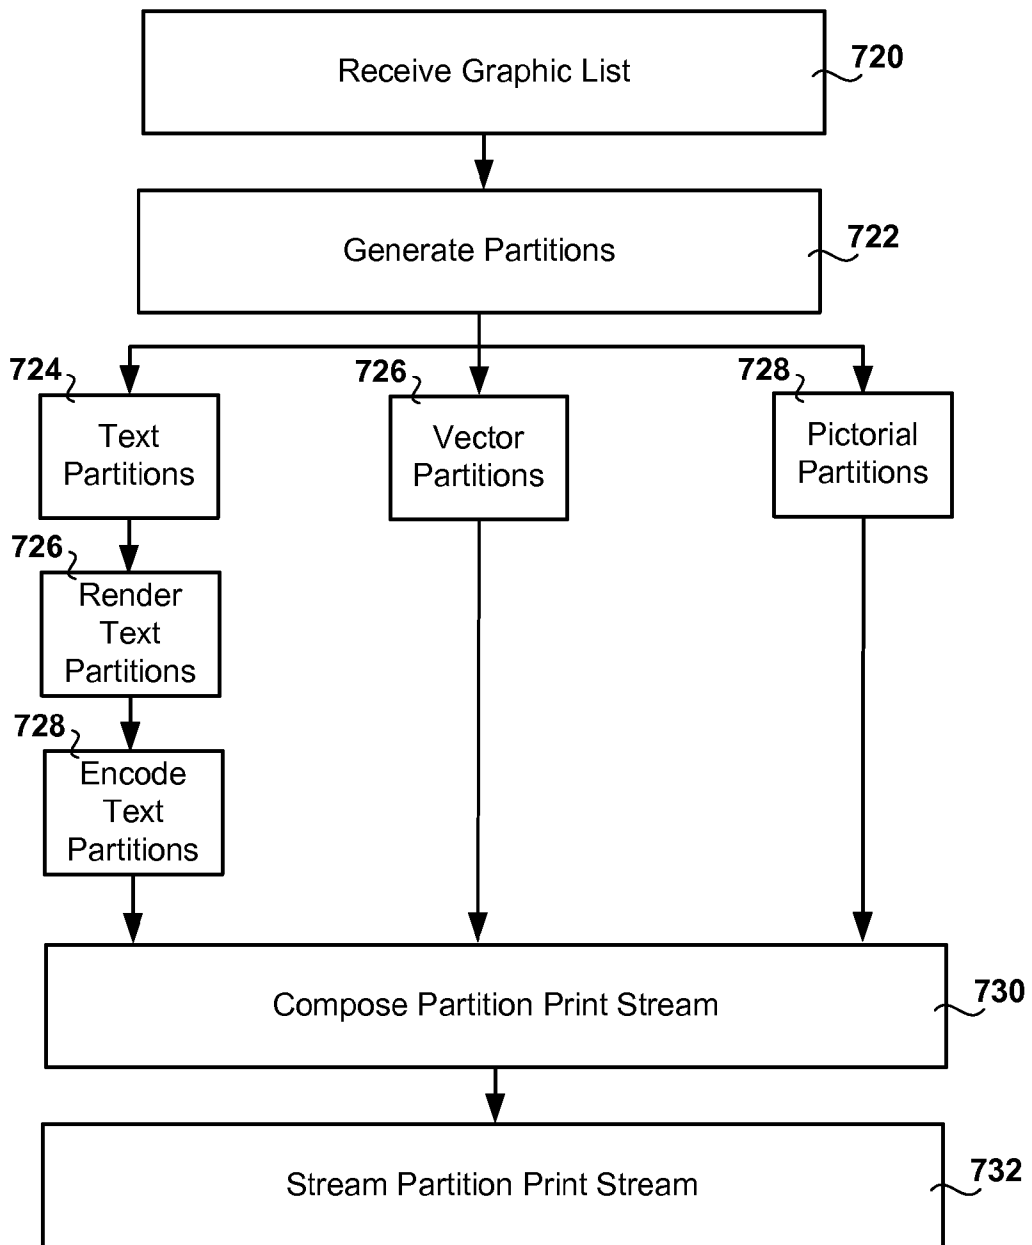 Receive Graphic List
720
Generate Partitions
722
724
Text
Partitions
726
Vector
Partitions
728
Pictorial
Partitions
726
Render
Text
Partitions
728
Encode
Text
Partitions
Compose Partition Print Stream
730
Stream Partition Print Stream
732